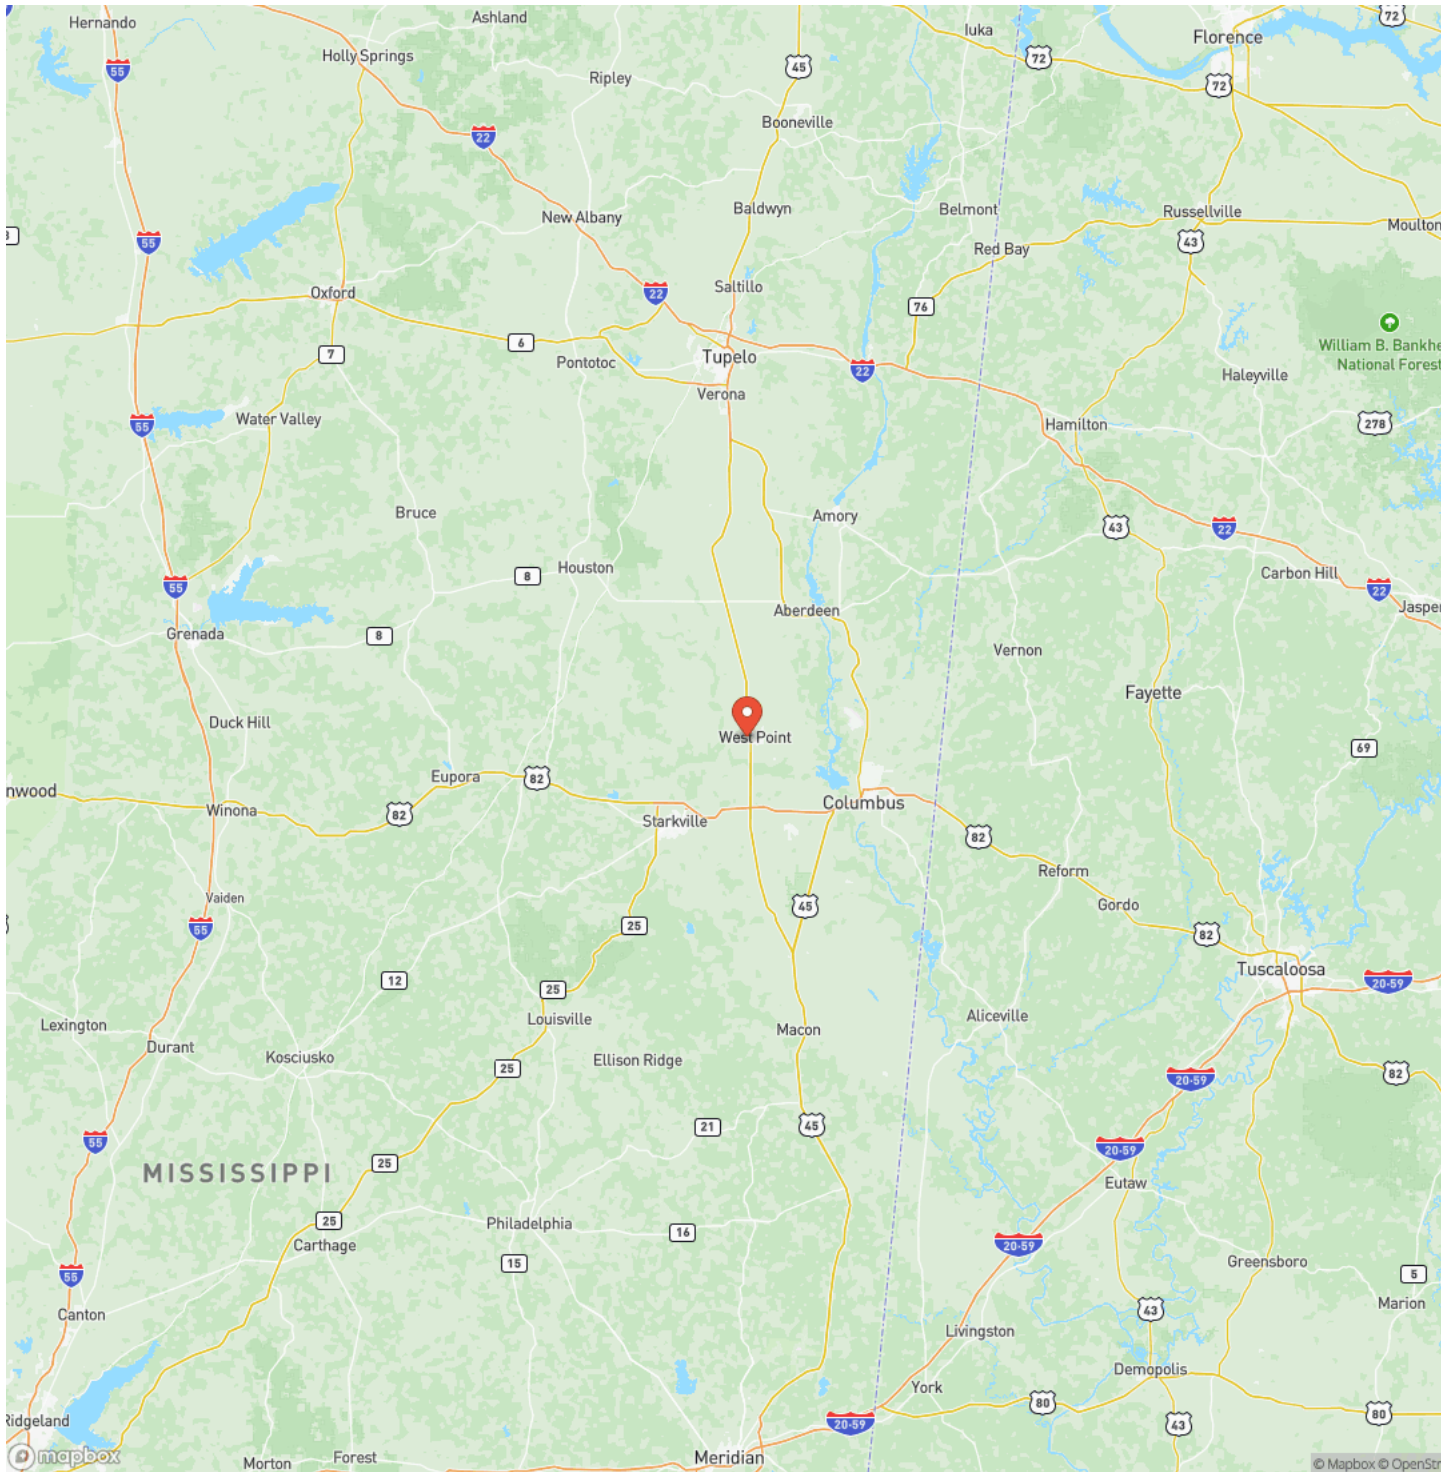 Hernando
Ashland
Iuka
72
Florence
55
Holly Springs
45
72
72
Ripley
22
Booneville
New Albany
Baldwyn
Belmont
Russellville
Moulton
55
43
Red Bay
Oxford
22
Saltillo
76
William B. Bankhe
National Forest
7
6
Pontotoc
Tupelo
22
Haleyville
Verona
55
Water Valley
Hamilton
278
Bruce
Amory
43
22
55
8
Houston
Carbon Hill
22
Aberdeen
Jasper
Grenada
8
Vernon
Fayette
Duck Hill
West Point
69
Eupora
82
nwood
Winona
82
Starkville
Columbus
82
Reform
Vaiden
45
Gordo
55
25
82
Tuscaloosa
12
25
20-59
Lexington
Louisville
Macon
Aliceville
Durant
Kosciusko
Ellison Ridge
25
20-59
82
55
21
45
20-59
MISSISSIPPI
25
Eutaw
25
Philadelphia
16
Carthage
20-59
15
Greensboro
55
5
Canton
43
Marion
Livingston
Demopolis
York
80
80
Ridgeland
20-59
43
mapbox
Morton
Forest
Meridian
© Mapbox © OpenStr